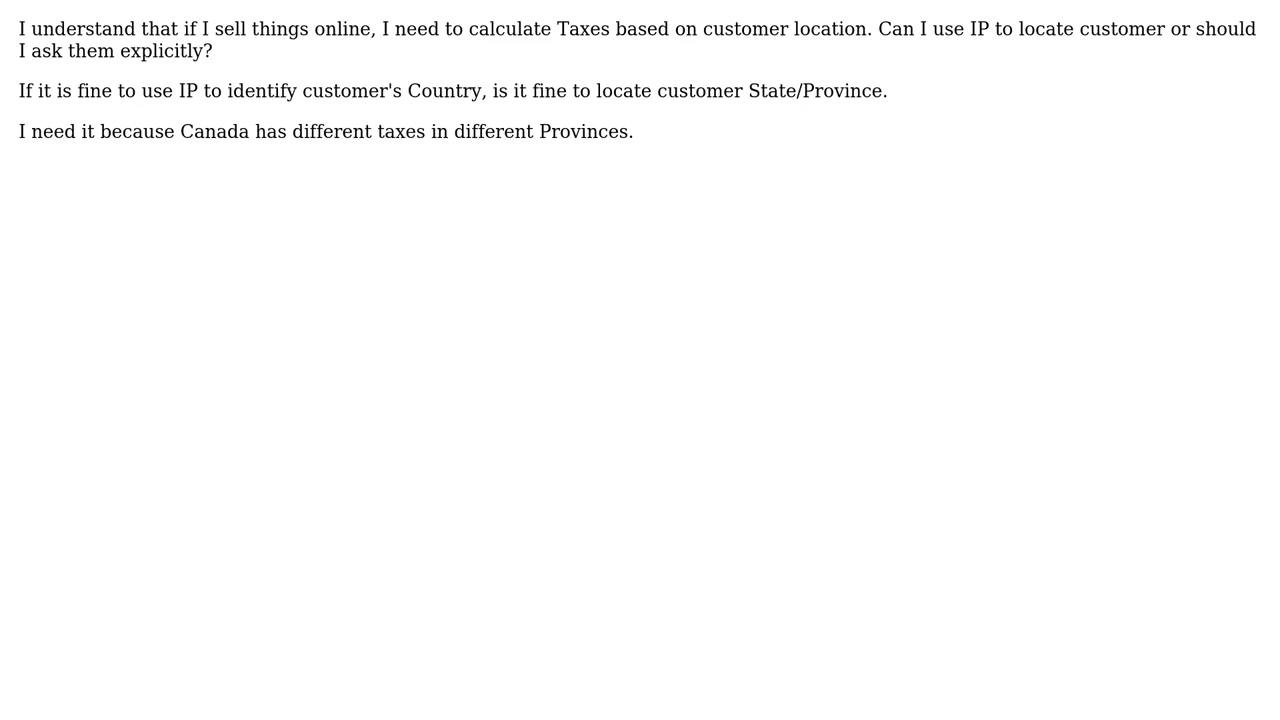 I understand that if I sell things online, I need to calculate Taxes based on customer location. Can I use IP to locate customer or should
I ask them explicitly?
If it is fine to use IP to identify customer's Country, is it fine to locate customer State/Province.
I need it because Canada has different taxes in different Provinces.